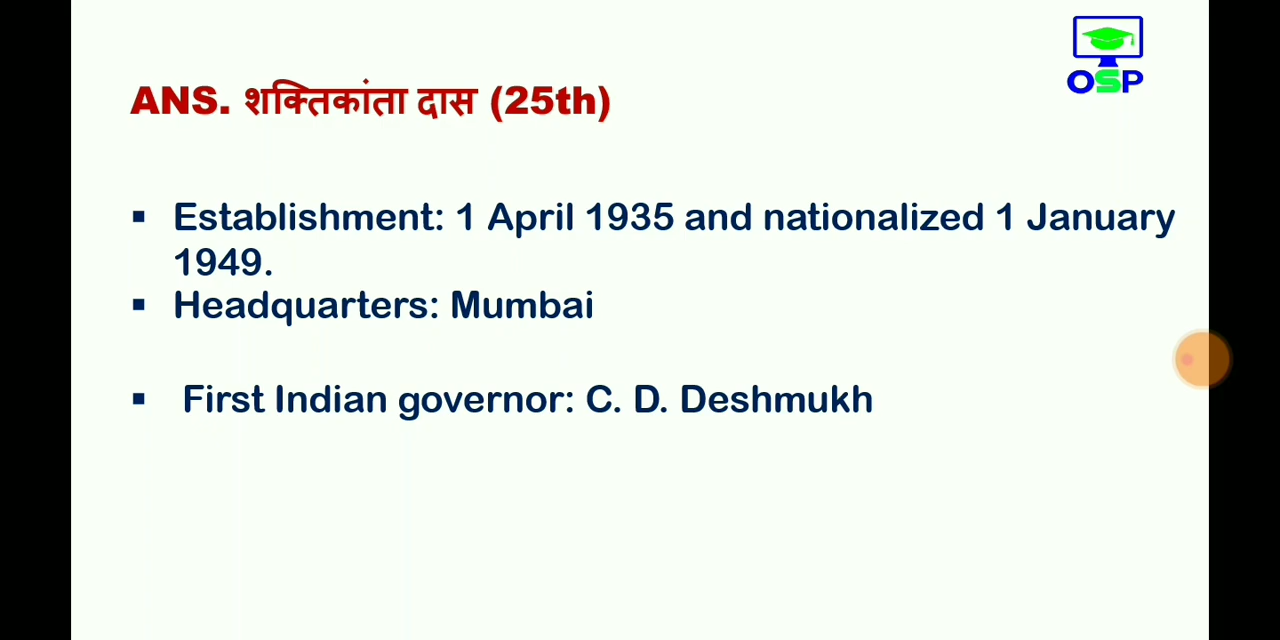 OSP
ANS. शक्तिकांता दास (25th)
▪ Establishment: 1 April 1935 and nationalized 1 January
1949.
▪ Headquarters: Mumbai
▪ First Indian governor: C. D. Deshmukh